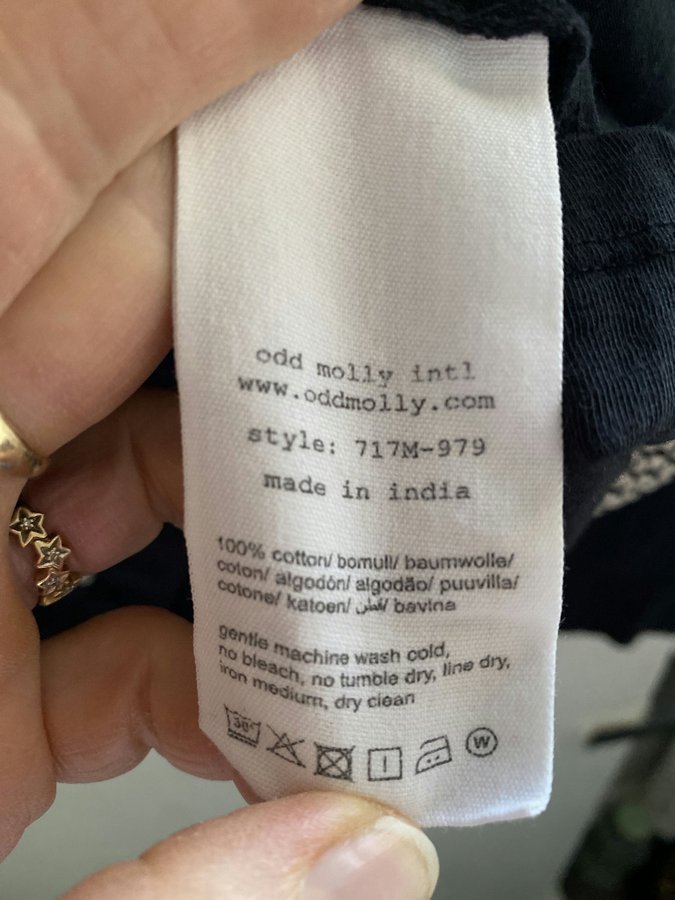 odd molly intl
www.oddmolly.com
style: 717M-979
made in india
100% cotton/ bomull/ baumwolle/
coton/ algodón/ algodão/ puuvilla/
cotone/ katoen/ قطن/ bavlna
gentle machine wash cold,
no bleach, no tumble dry, line dry,
iron medium, dry clean
30° W